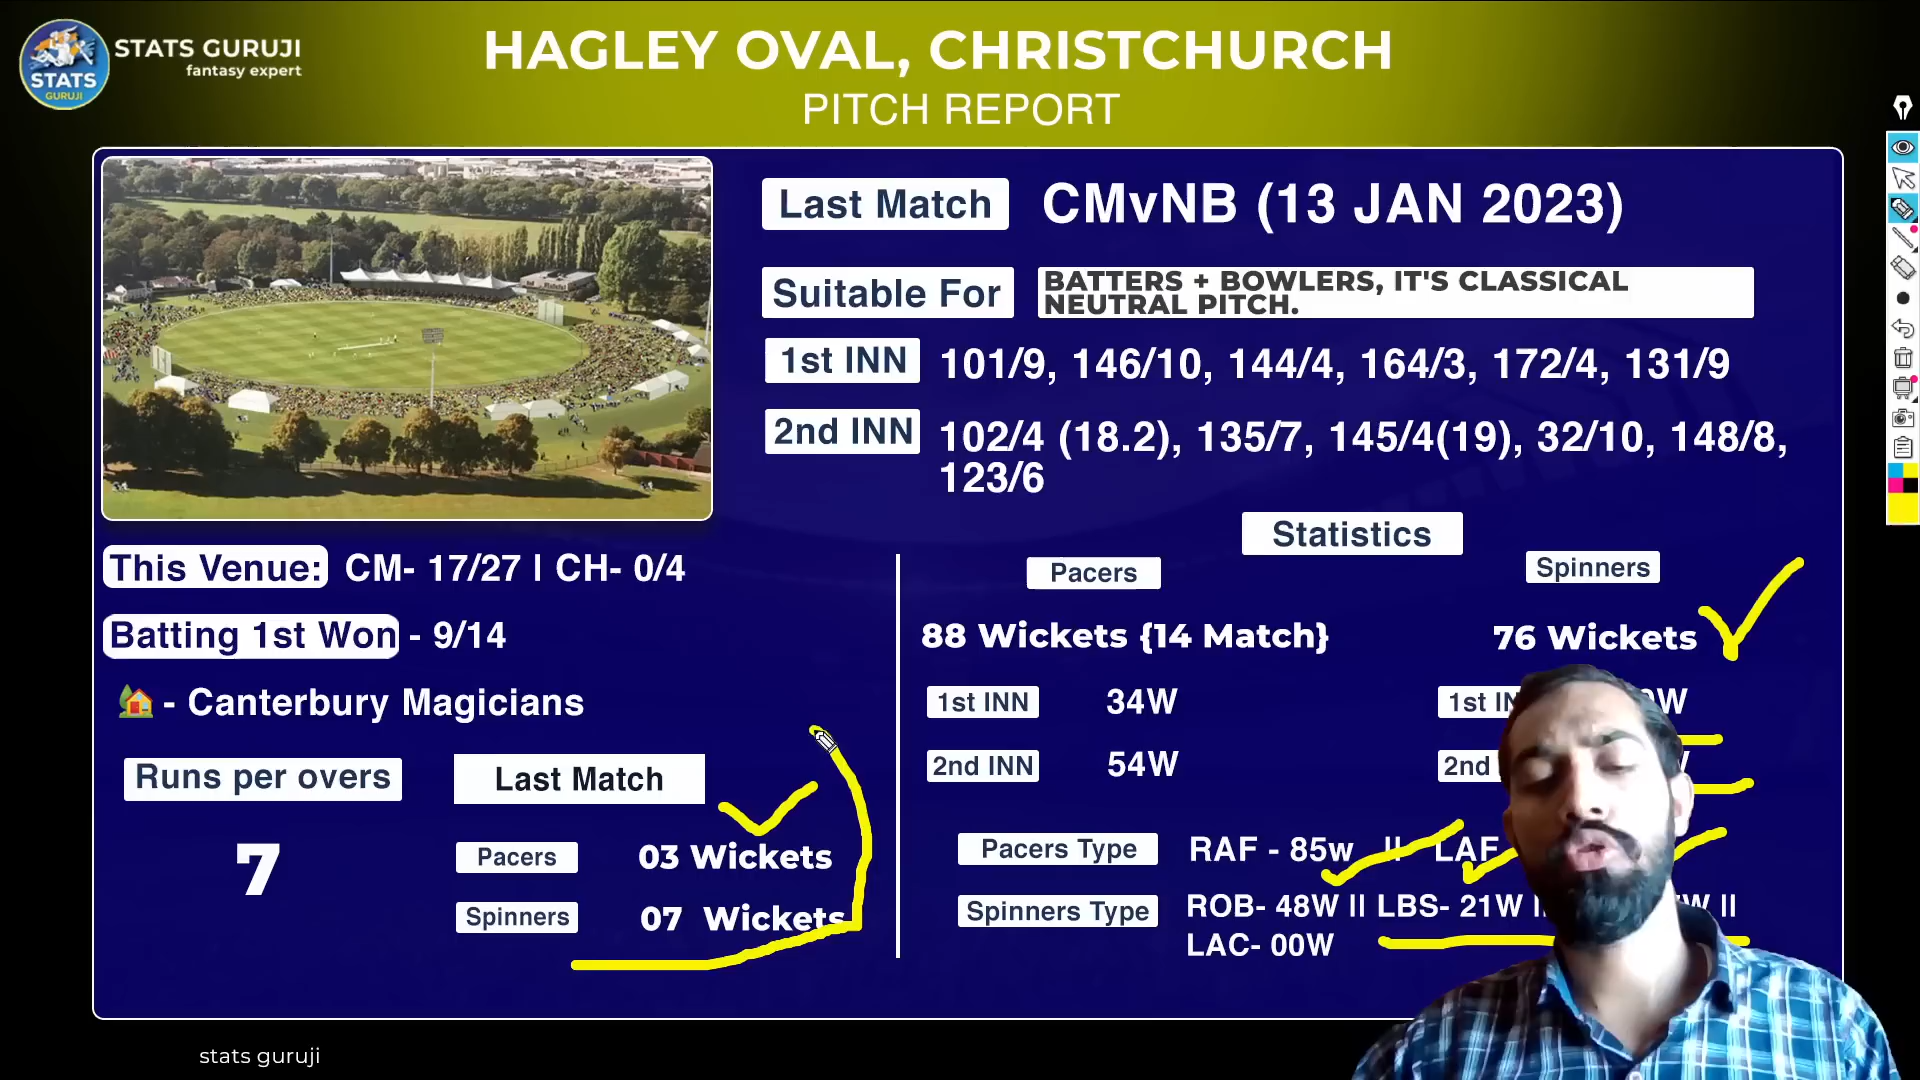 STATS GURUJI
fantasy expert
STATS
GURUJI
HAGLEY OVAL, CHRISTCHURCH
PITCH REPORT
Last Match CMvNB (13 JAN 2023)
Suitable For BATTERS + BOWLERS, IT'S CLASSICAL
NEUTRAL PITCH.
1st INN 101/9, 146/10, 144/4, 164/3, 172/4, 131/9
2nd INN 102/4 (18.2), 135/7, 145/4(19), 32/10, 148/8,
123/6
This Venue: CM- 17/27 | CH- 0/4
Batting 1st Won - 9/14
- Canterbury Magicians
Runs per overs
7
Last Match
Pacers 03 Wickets
Spinners 07 Wickets
Statistics
Pacers Spinners
88 Wickets {14 Match} 76 Wickets
1st INN 34W 1st
2nd INN 54W 2nd
Pacers Type RAF - 85w II LAF
Spinners Type ROB- 48W II LBS- 21W II
LAC- 00W
stats guruji